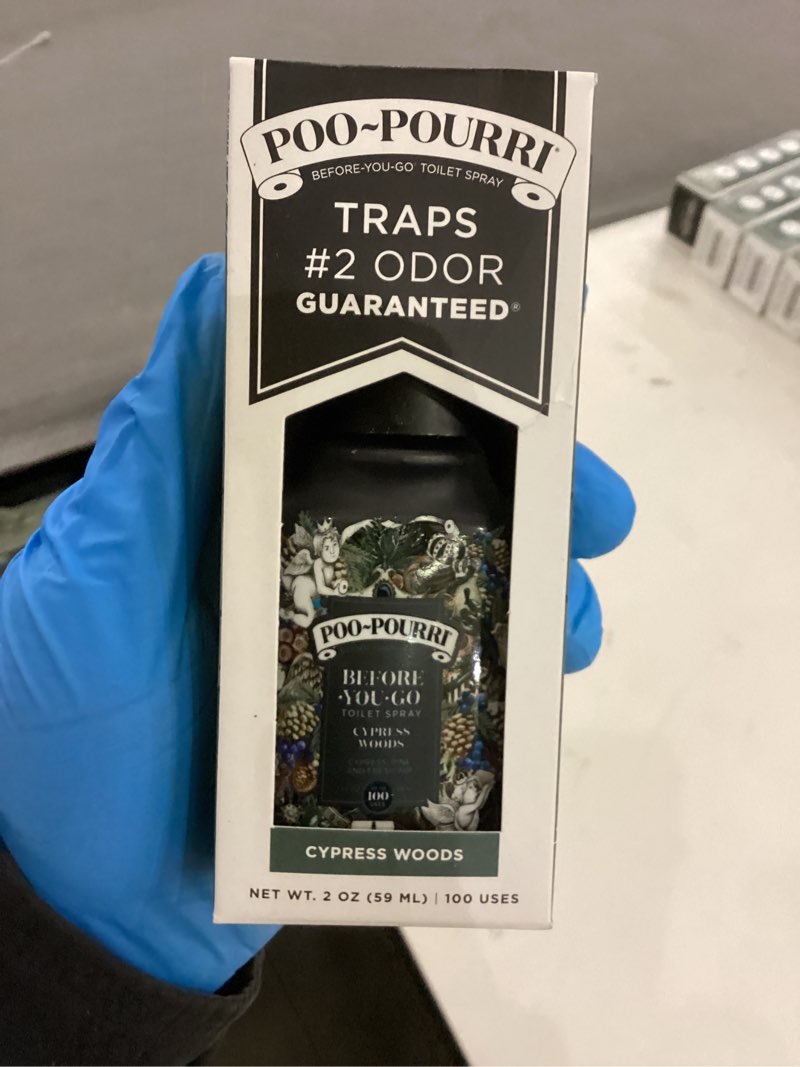 POO~POURRI®
BEFORE-YOU-GO® TOILET SPRAY
TRAPS
#2 ODOR
GUARANTEED®
POO~POURRI
BEFORE
·YOU·GO
TOILET SPRAY
CYPRESS
WOODS
100
USES
CYPRESS WOODS
NET WT. 2 OZ (59 ML) | 100 USES